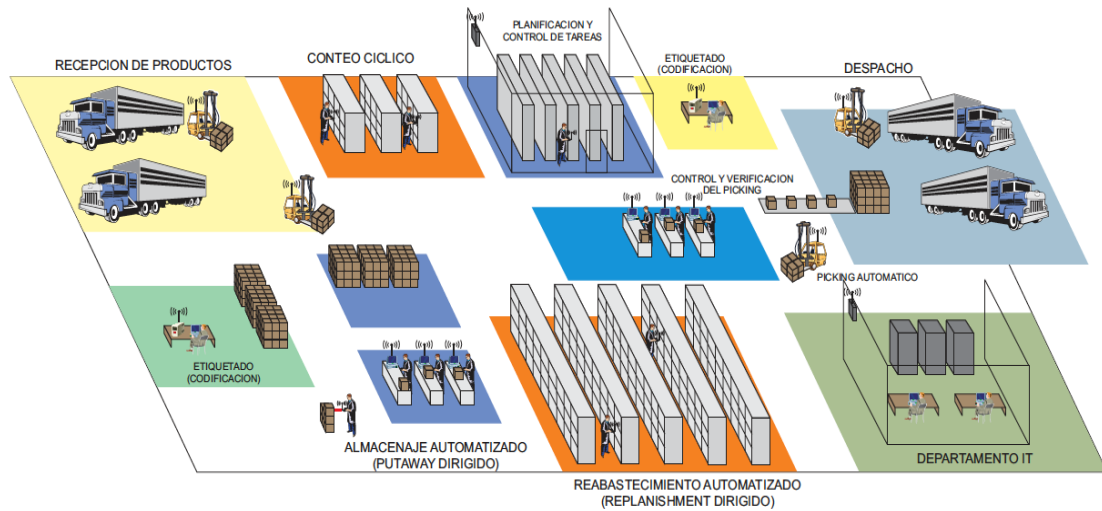 PLANIFICACION Y
CONTROL DE TAREAS
RECEPCION DE PRODUCTOS
CONTEO CICLICO
ETIQUETADO
(CODIFICACION)
DESPACHO
CONTROL Y VERIFICACION
DEL PICKING
PICKING AUTOMATICO
ETIQUETADO
(CODIFICACION)
ALMACENAJE AUTOMATIZADO
(PUTAWAY DIRIGIDO)
DEPARTAMENTO IT
REABASTECIMIENTO AUTOMATIZADO
(REPLANISHMENT DIRIGIDO)